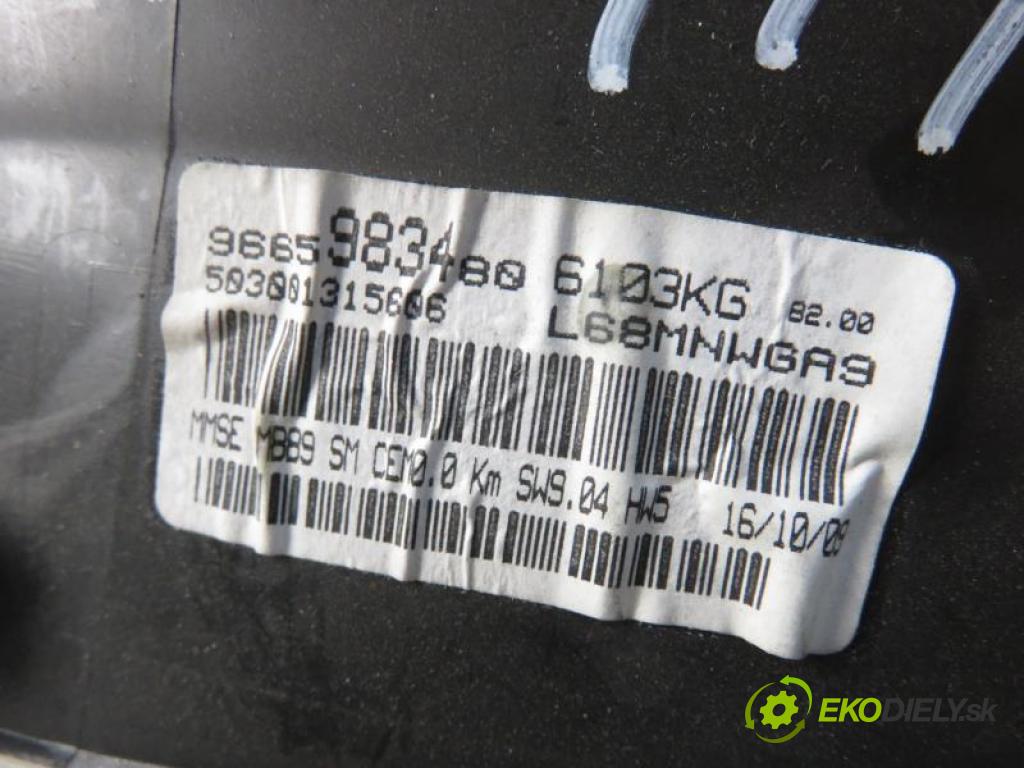 9665983480 6103KG 82.00
503001315606 L68MNWGA9
MMSE MBB9 SM CEM0.0 Km SW9.04 HW5 16/10/09
EKODIELY.sk